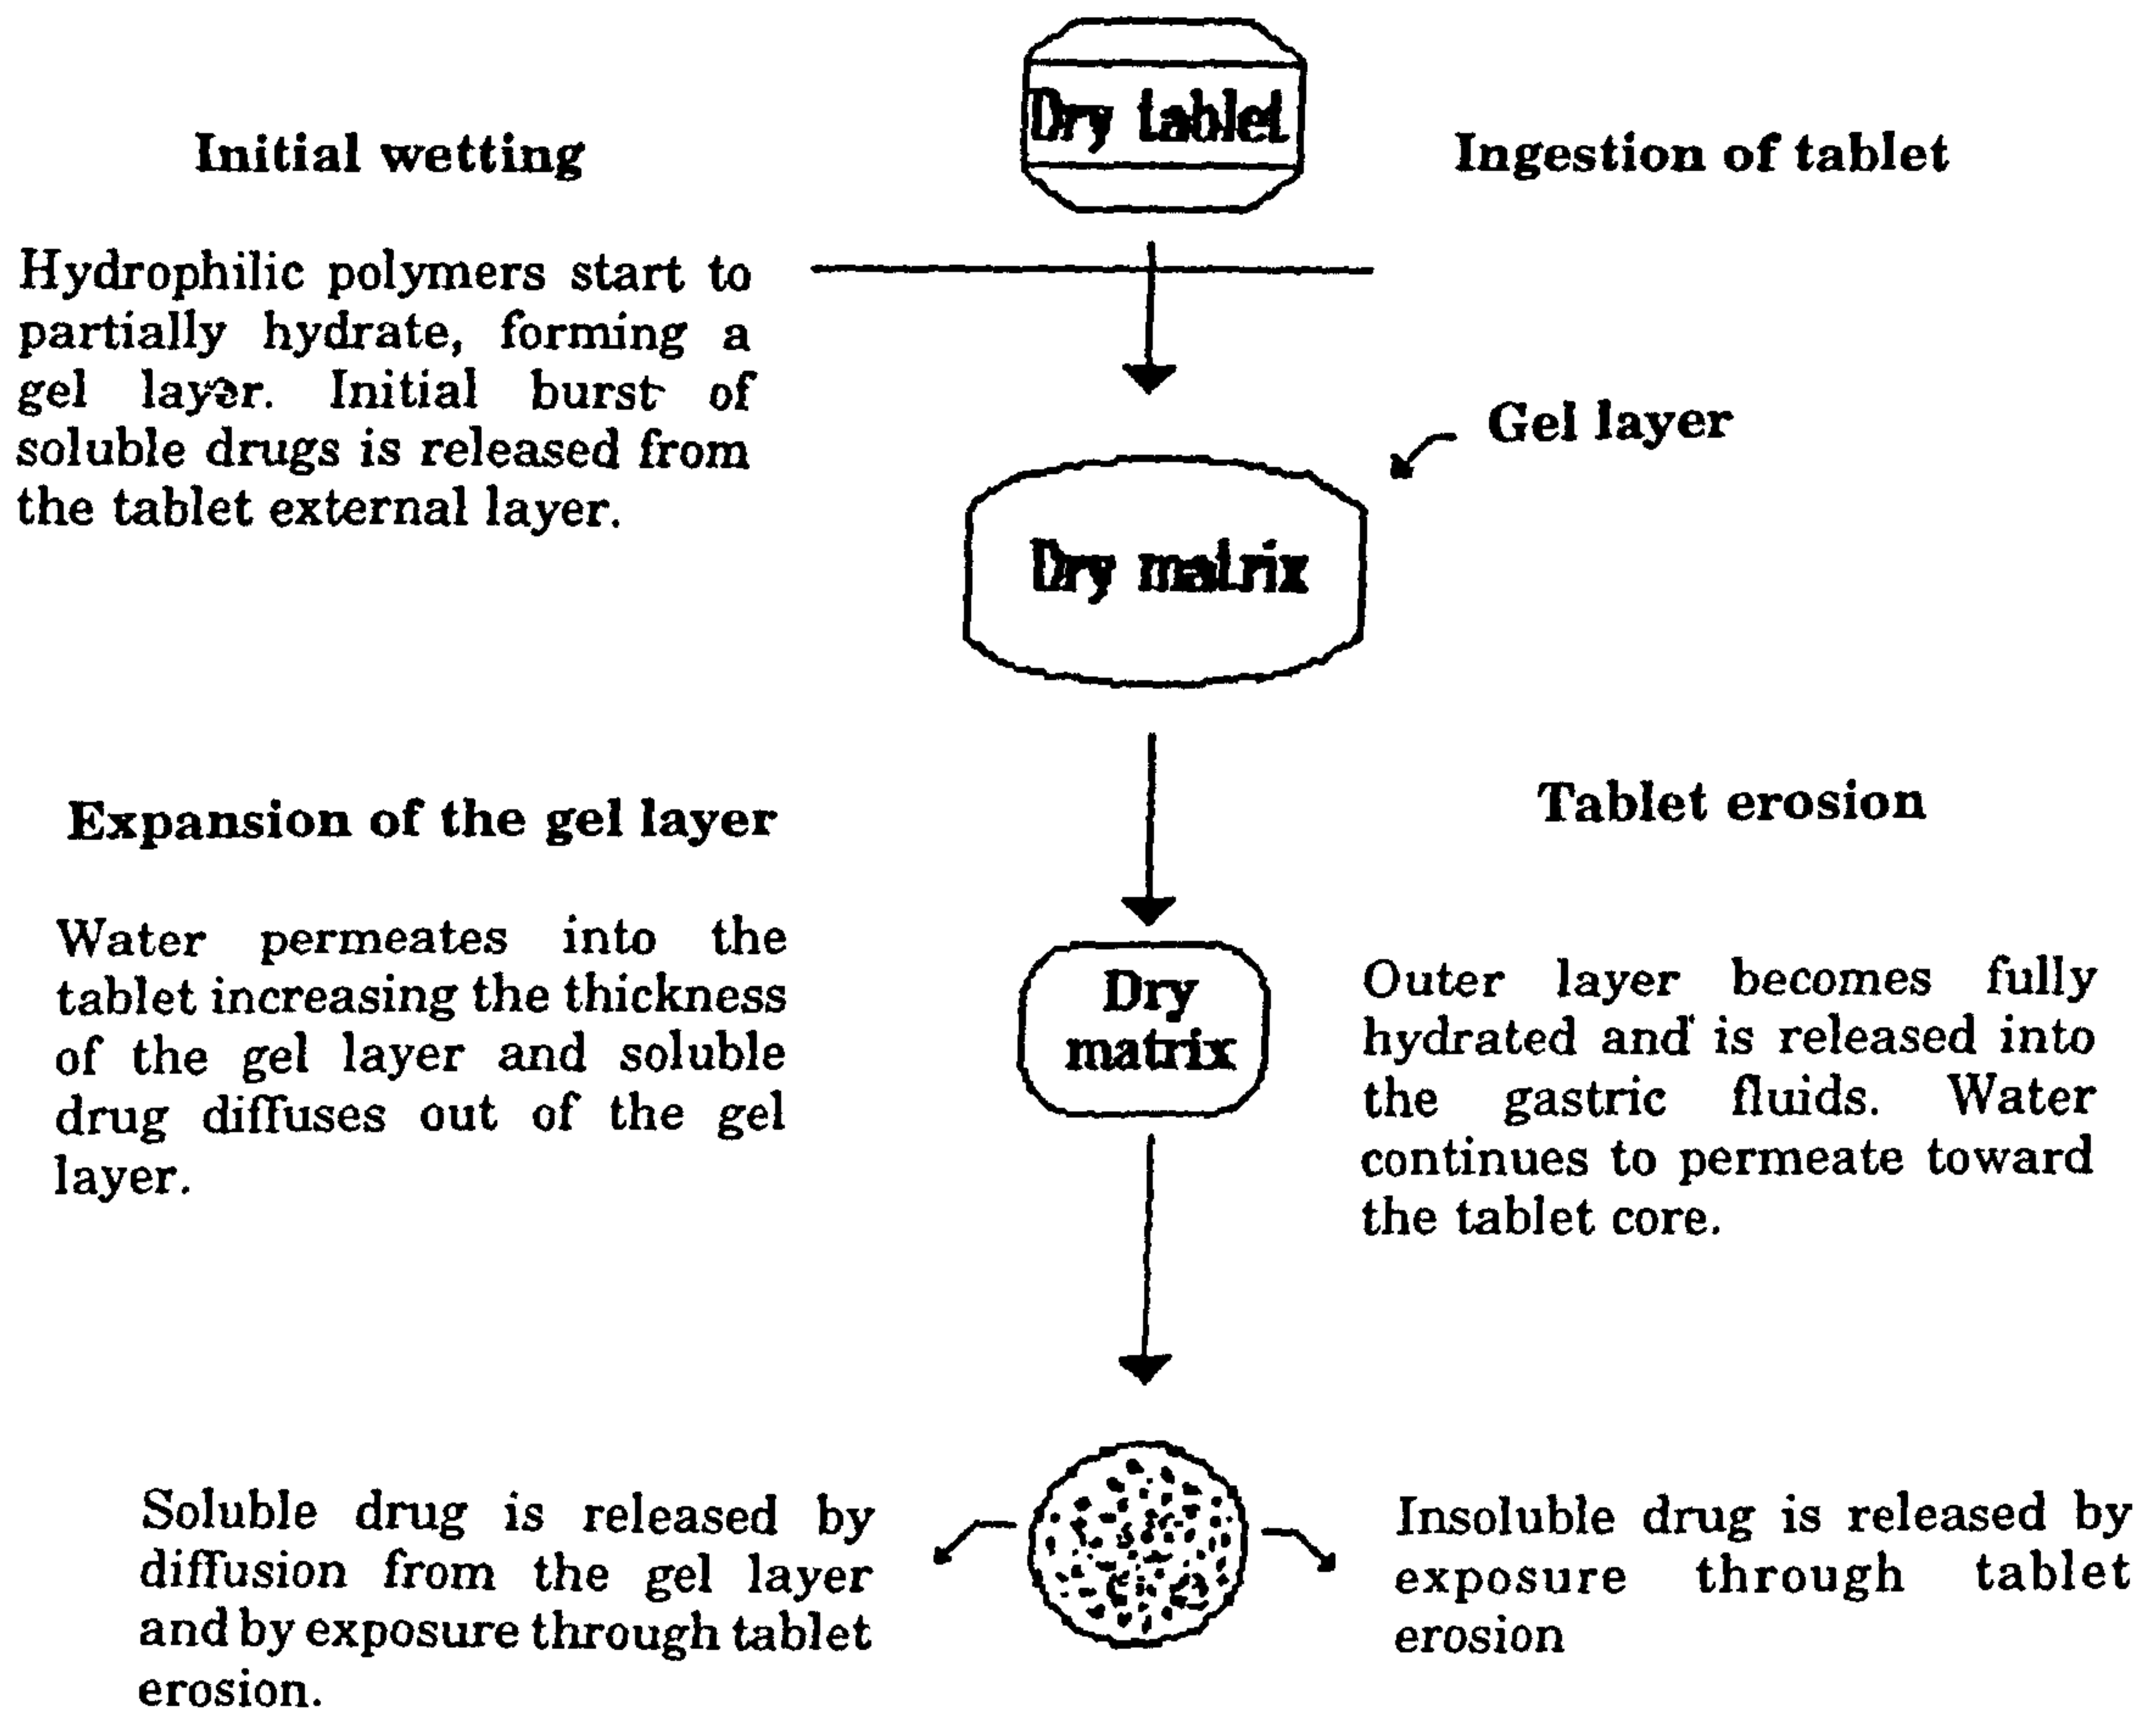 Dry tablet
Initial wetting
Ingestion of tablet
Hydrophilic polymers start to
partially hydrate, forming a
gel layer. Initial burst of
soluble drugs is released from
the tablet external layer.
Gel layer
Dry matrix
Expansion of the gel layer
Water permeates into the
tablet increasing the thickness
of the gel layer and soluble
drug diffuses out of the gel
layer.
Dry
matrix
Tablet erosion
Outer layer becomes fully
hydrated and is released into
the gastric fluids. Water
continues to permeate toward
the tablet core.
Soluble drug is released by
diffusion from the gel layer
and by exposure through tablet
erosion.
Insoluble drug is released by
exposure through tablet
erosion